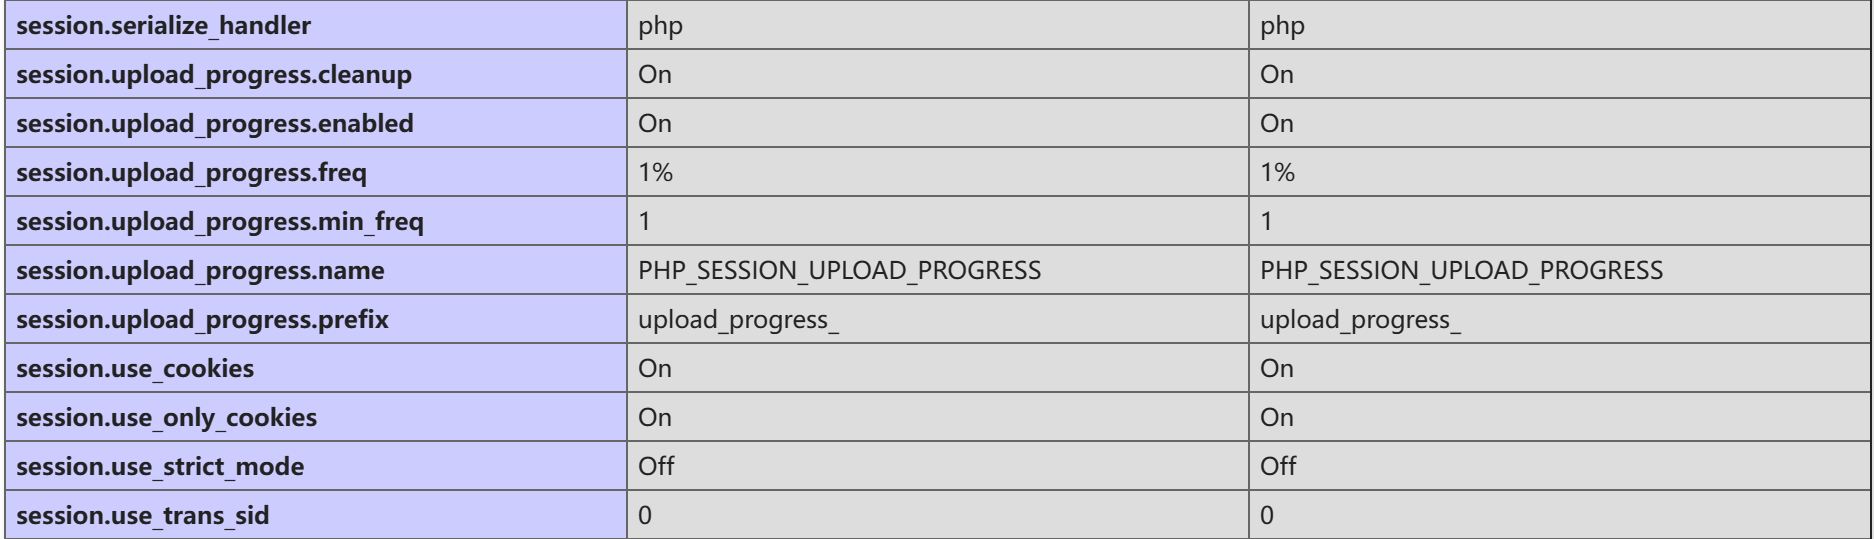 session.serialize_handler php php
session.upload_progress.cleanup On On
session.upload_progress.enabled On On
session.upload_progress.freq 1% 1%
session.upload_progress.min_freq 1 1
session.upload_progress.name PHP_SESSION_UPLOAD_PROGRESS PHP_SESSION_UPLOAD_PROGRESS
session.upload_progress.prefix upload_progress_ upload_progress_
session.use_cookies On On
session.use_only_cookies On On
session.use_strict_mode Off Off
session.use_trans_sid 0 0